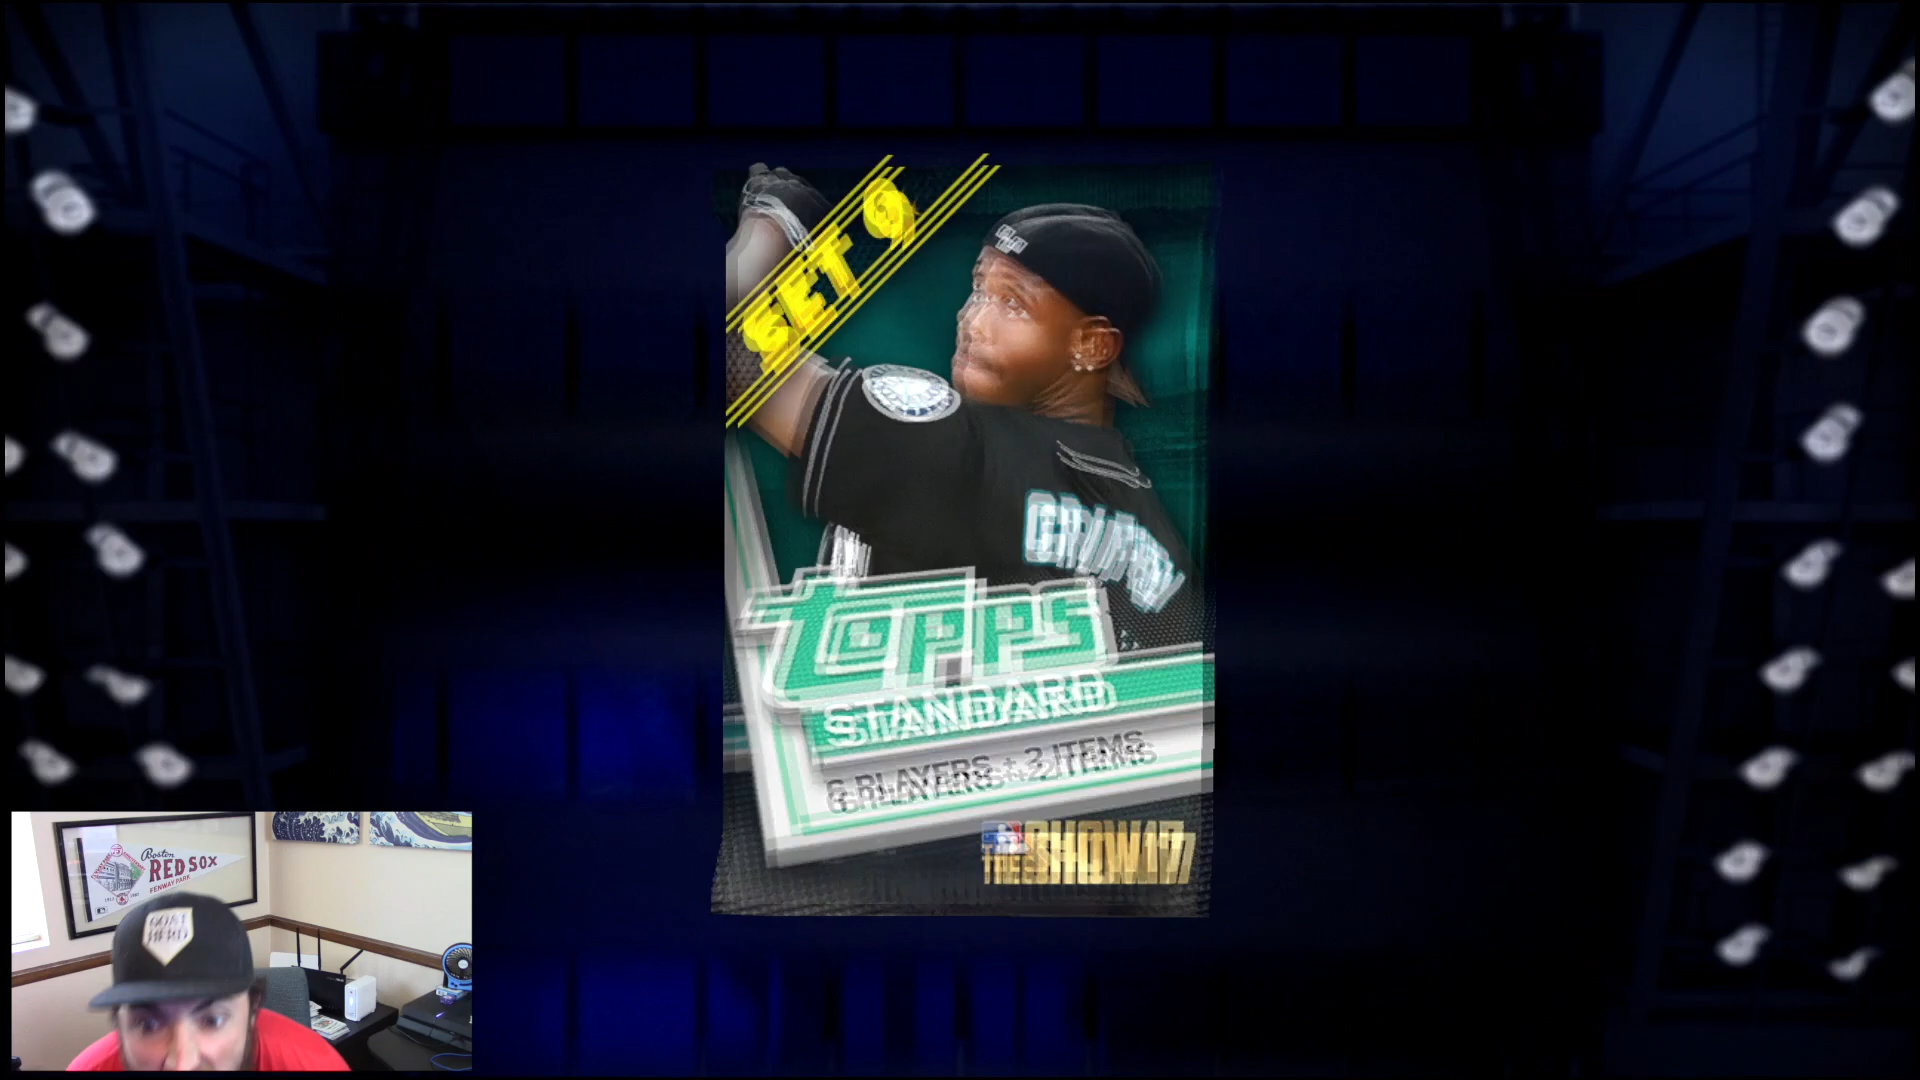 SET 9
GRIFFEY
topps
STANDARD
6 PLAYERS + 2 ITEMS
THE SHOW 17
Boston
RED SOX
FENWAY PARK
GOAT
HERD